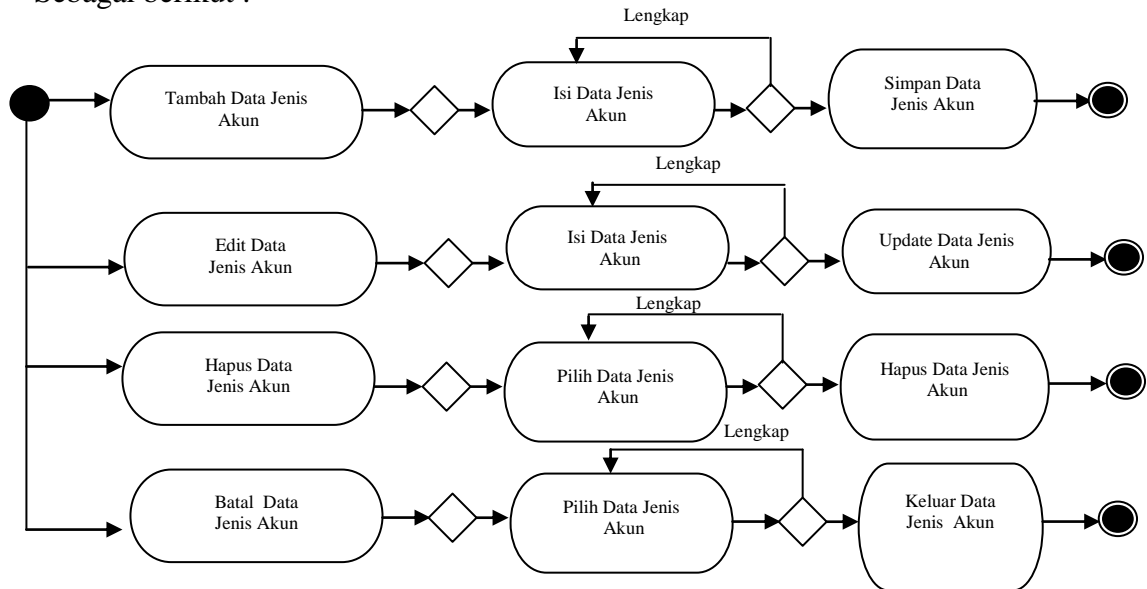 Sebagai berikut :
Lengkap
Tambah Data Jenis
Akun
Isi Data Jenis
Akun
Simpan Data
Jenis Akun
Lengkap
Edit Data
Jenis Akun
Isi Data Jenis
Akun
Update Data Jenis
Akun
Lengkap
Hapus Data
Jenis Akun
Pilih Data Jenis
Akun
Hapus Data Jenis
Akun
Lengkap
Batal Data
Jenis Akun
Pilih Data Jenis
Akun
Keluar Data
Jenis Akun